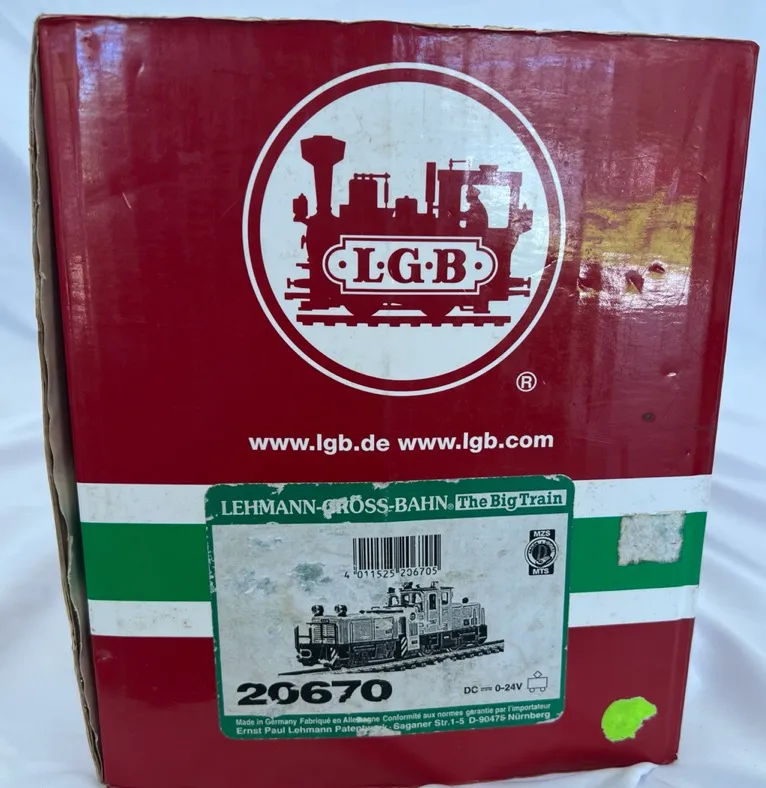 L·G·B
®
www.lgb.de www.lgb.com
LEHMANN-GROSS-BAHN® The Big Train
MZS
MTS
4 011525 206705
20670
DC 0-24V
Made in Germany Fabriqué en Allemagne Conformité aux normes garantie par l'importateur
Ernst Paul Lehmann Patentwerk · Saganer Str.1-5 D-90475 Nürnberg